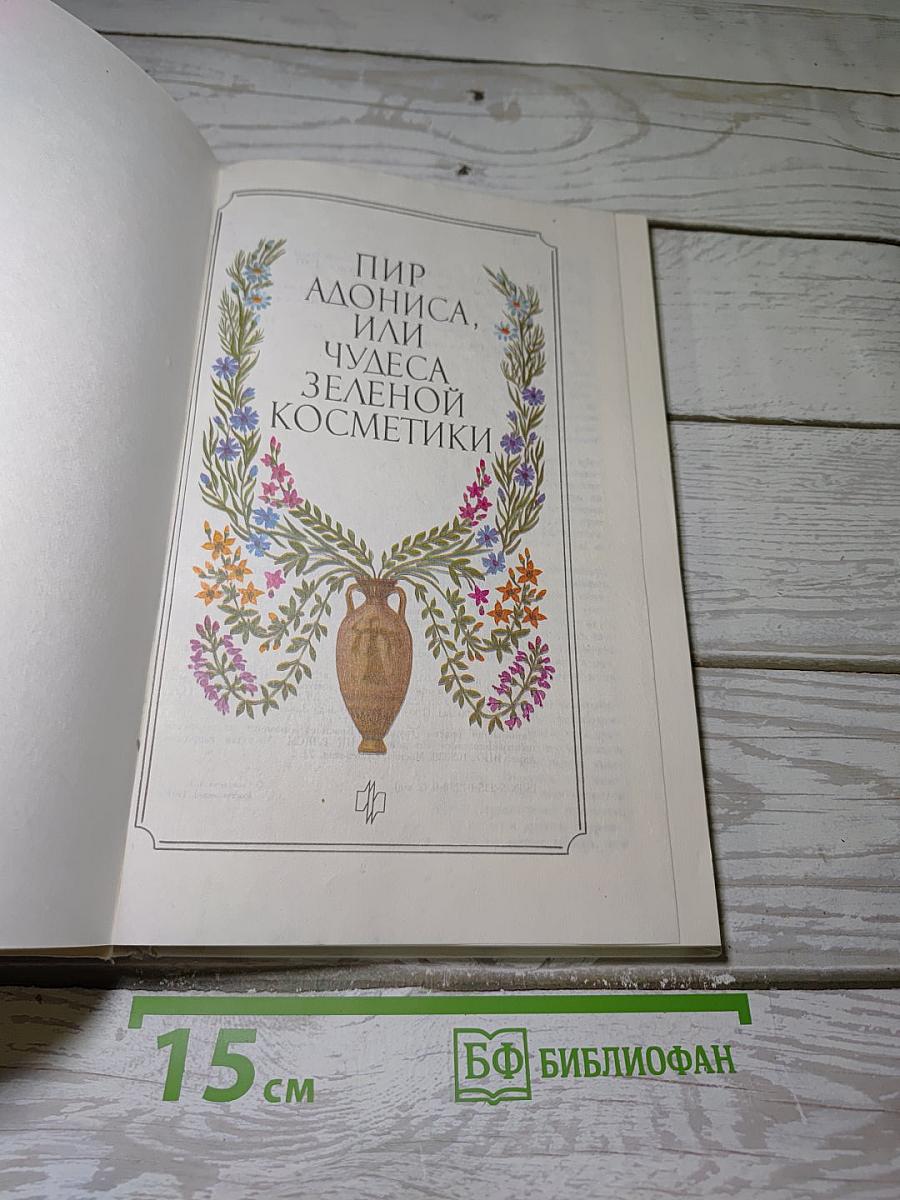 ПИР
АДОНИСА,
ИЛИ
ЧУДЕСА
ЗЕЛЕНОЙ
КОСМЕТИКИ
15 см
БФ БИБЛИОФАН